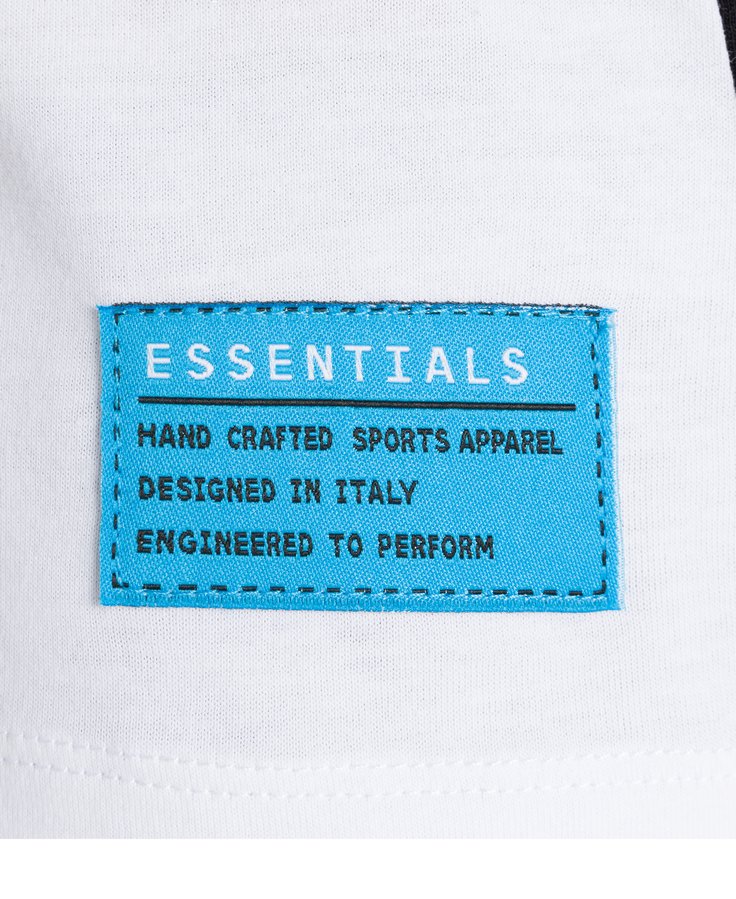 ESSENTIALS
HAND CRAFTED SPORTS APPAREL
DESIGNED IN ITALY
ENGINEERED TO PERFORM